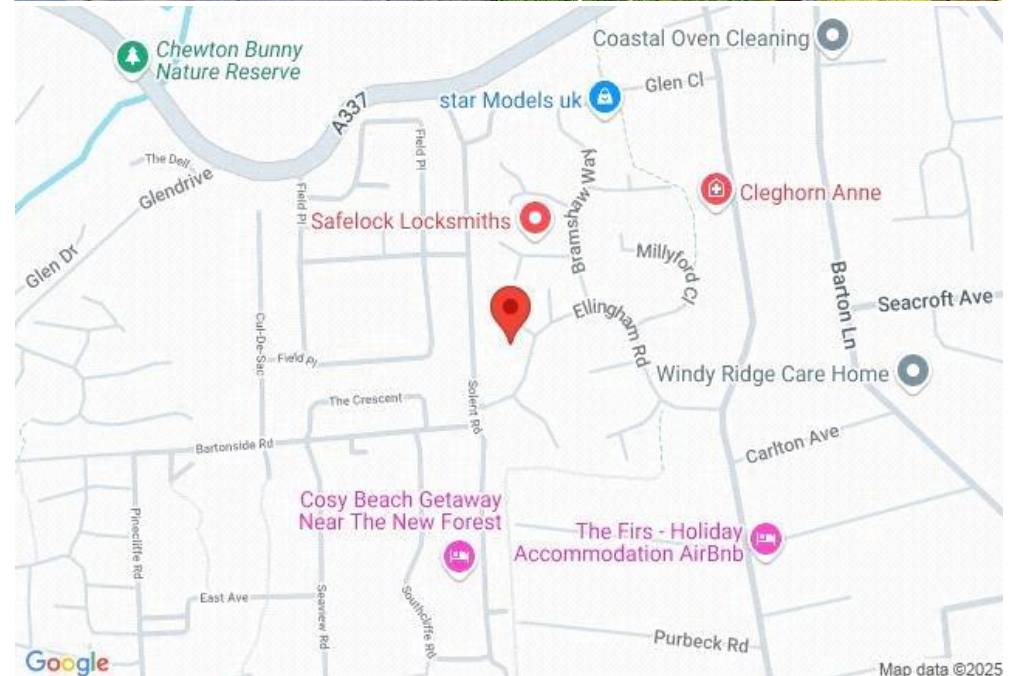 Chewton Bunny
Nature Reserve
Coastal Oven Cleaning
Glen Cl
star Models uk
A337
The Dell
Glendrive
Field Pl
Field Pl
Bramshaw Way
Cleghorn Anne
Safelock Locksmiths
Millyford Cl
Glen Dr
Barton Ln
Seacroft Ave
Ellingham Rd
Cul-De-Sac
Field Pl
Windy Ridge Care Home
The Crescent
Solent Rd
Bartonside Rd
Carlton Ave
Cosy Beach Getaway
Near The New Forest
The Firs - Holiday
Accommodation AirBnb
Pinecliffe Rd
East Ave
Seaview Rd
Southcliffe Rd
Purbeck Rd
Google
Map data ©2025